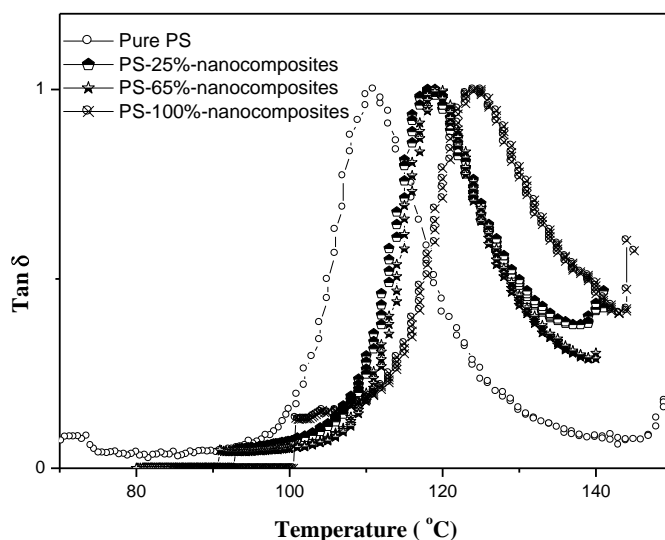 Pure PS
PS-25%-nanocomposites
PS-65%-nanocomposites
PS-100%-nanocomposites
1
Tan δ
0
80 100 120 140
Temperature ( °C)